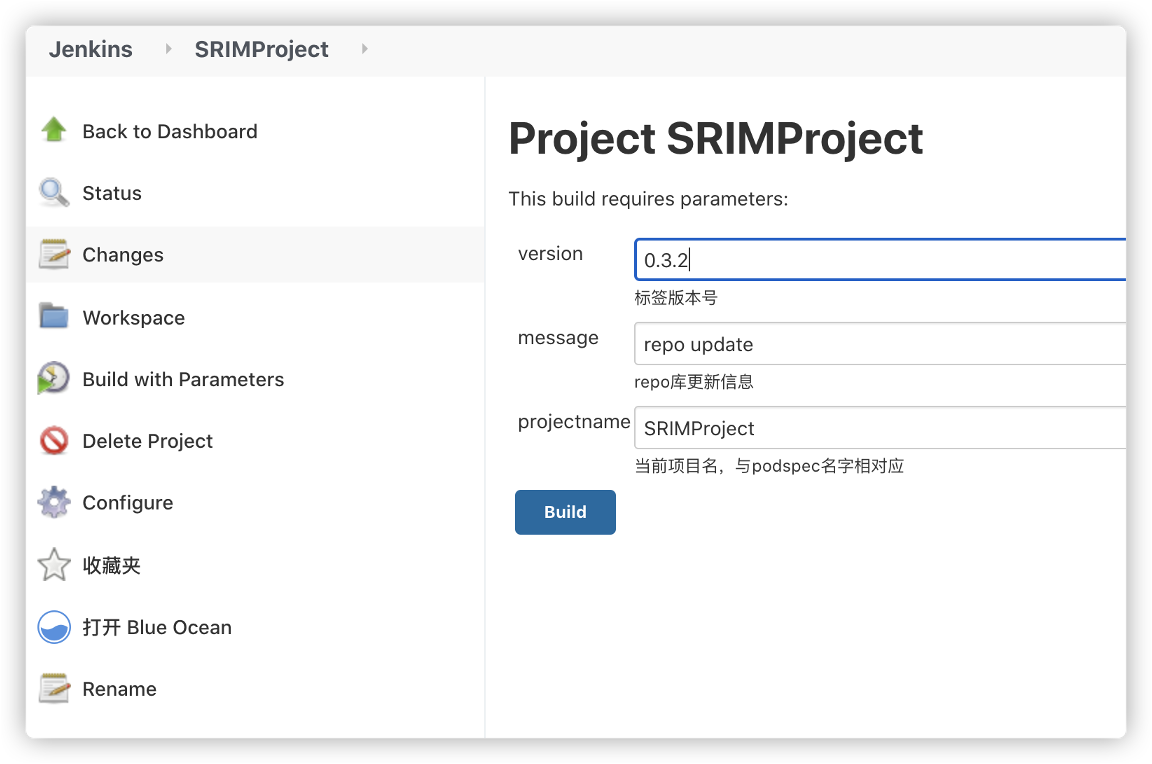 Jenkins SRIMProject
Back to Dashboard
Status
Changes
Workspace
Build with Parameters
Delete Project
Configure
收藏夹
打开 Blue Ocean
Rename
Project SRIMProject
This build requires parameters:
version
0.3.2
标签版本号
message
repo update
repo库更新信息
projectname
SRIMProject
当前项目名，与podspec名字相对应
Build